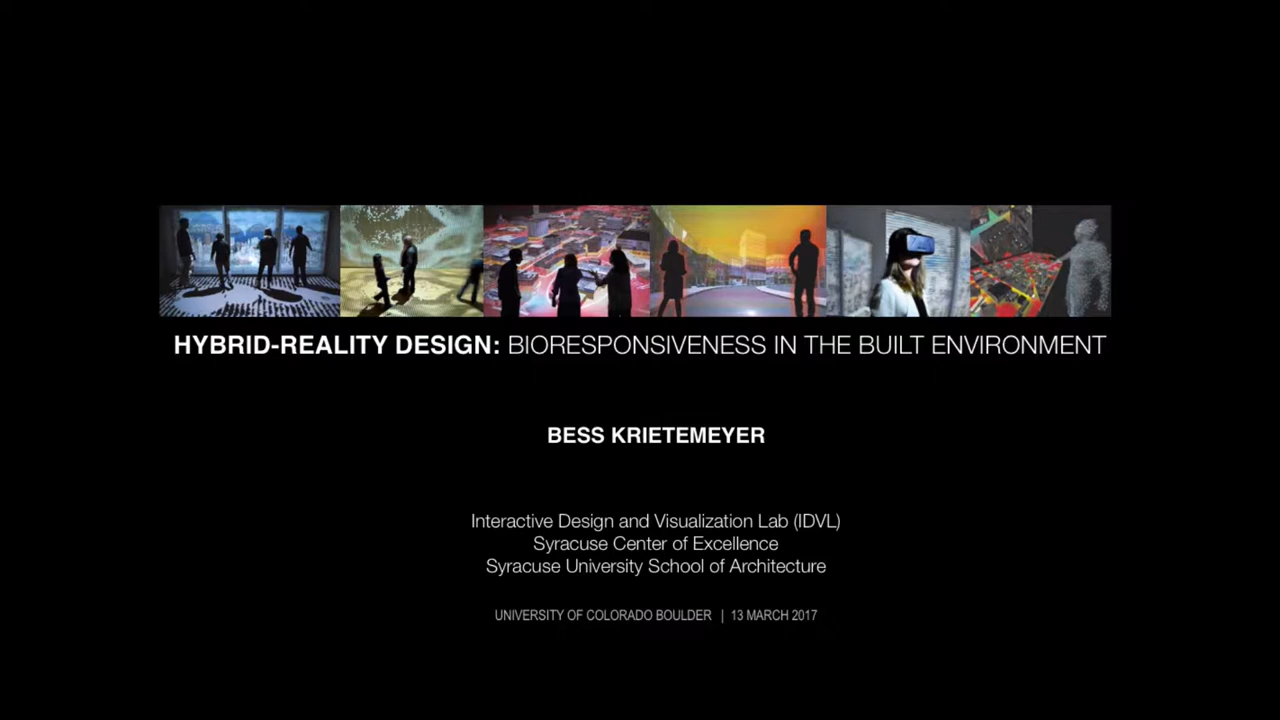 HYBRID-REALITY DESIGN: BIORESPONSIVENESS IN THE BUILT ENVIRONMENT
BESS KRIETEMEYER
Interactive Design and Visualization Lab (IDVL)
Syracuse Center of Excellence
Syracuse University School of Architecture
UNIVERSITY OF COLORADO BOULDER | 13 MARCH 2017